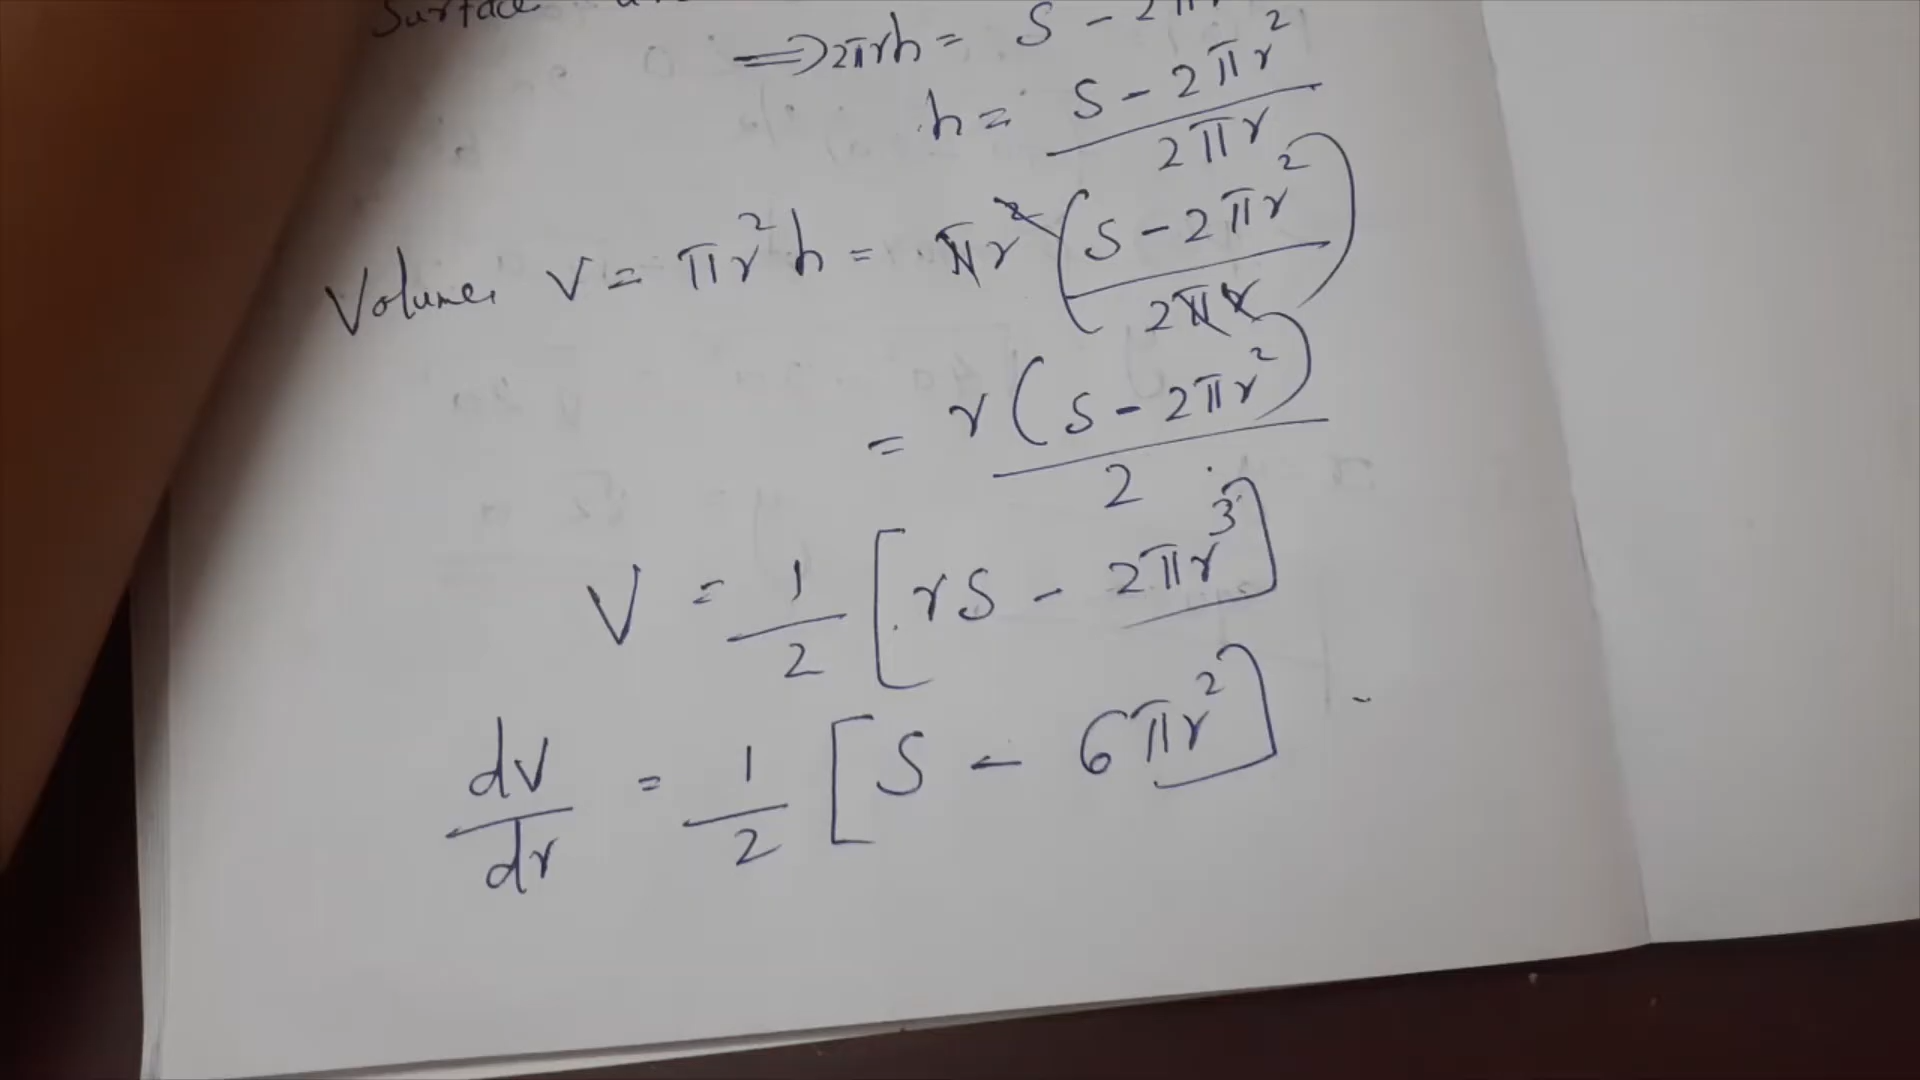 Surface
⇒ 2πrh = S - 2π
h = (S - 2πr²) / 2πr
Volume, V = πr²h = πr² ((S - 2πr²) / 2πr)
= r(S - 2πr²) / 2
V = 1/2 [rS - 2πr³]
dv/dr = 1/2 [S - 6πr²]